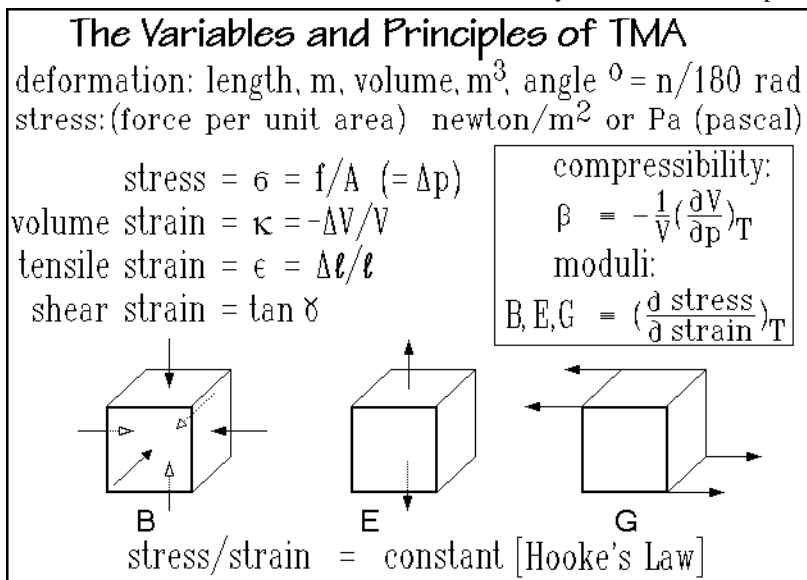 The Variables and Principles of TMA
deformation: length, m, volume, m³, angle ° = n/180 rad
stress: (force per unit area) newton/m² or Pa (pascal)
stress = σ = f/A (= Δp)
volume strain = κ = -ΔV/V
tensile strain = ϵ = Δℓ/ℓ
shear strain = tan γ
compressibility:
β = -1/V(∂V/∂p)T
moduli:
B, E, G = (∂ stress/∂ strain)T
B E G
stress/strain = constant [Hooke's Law]